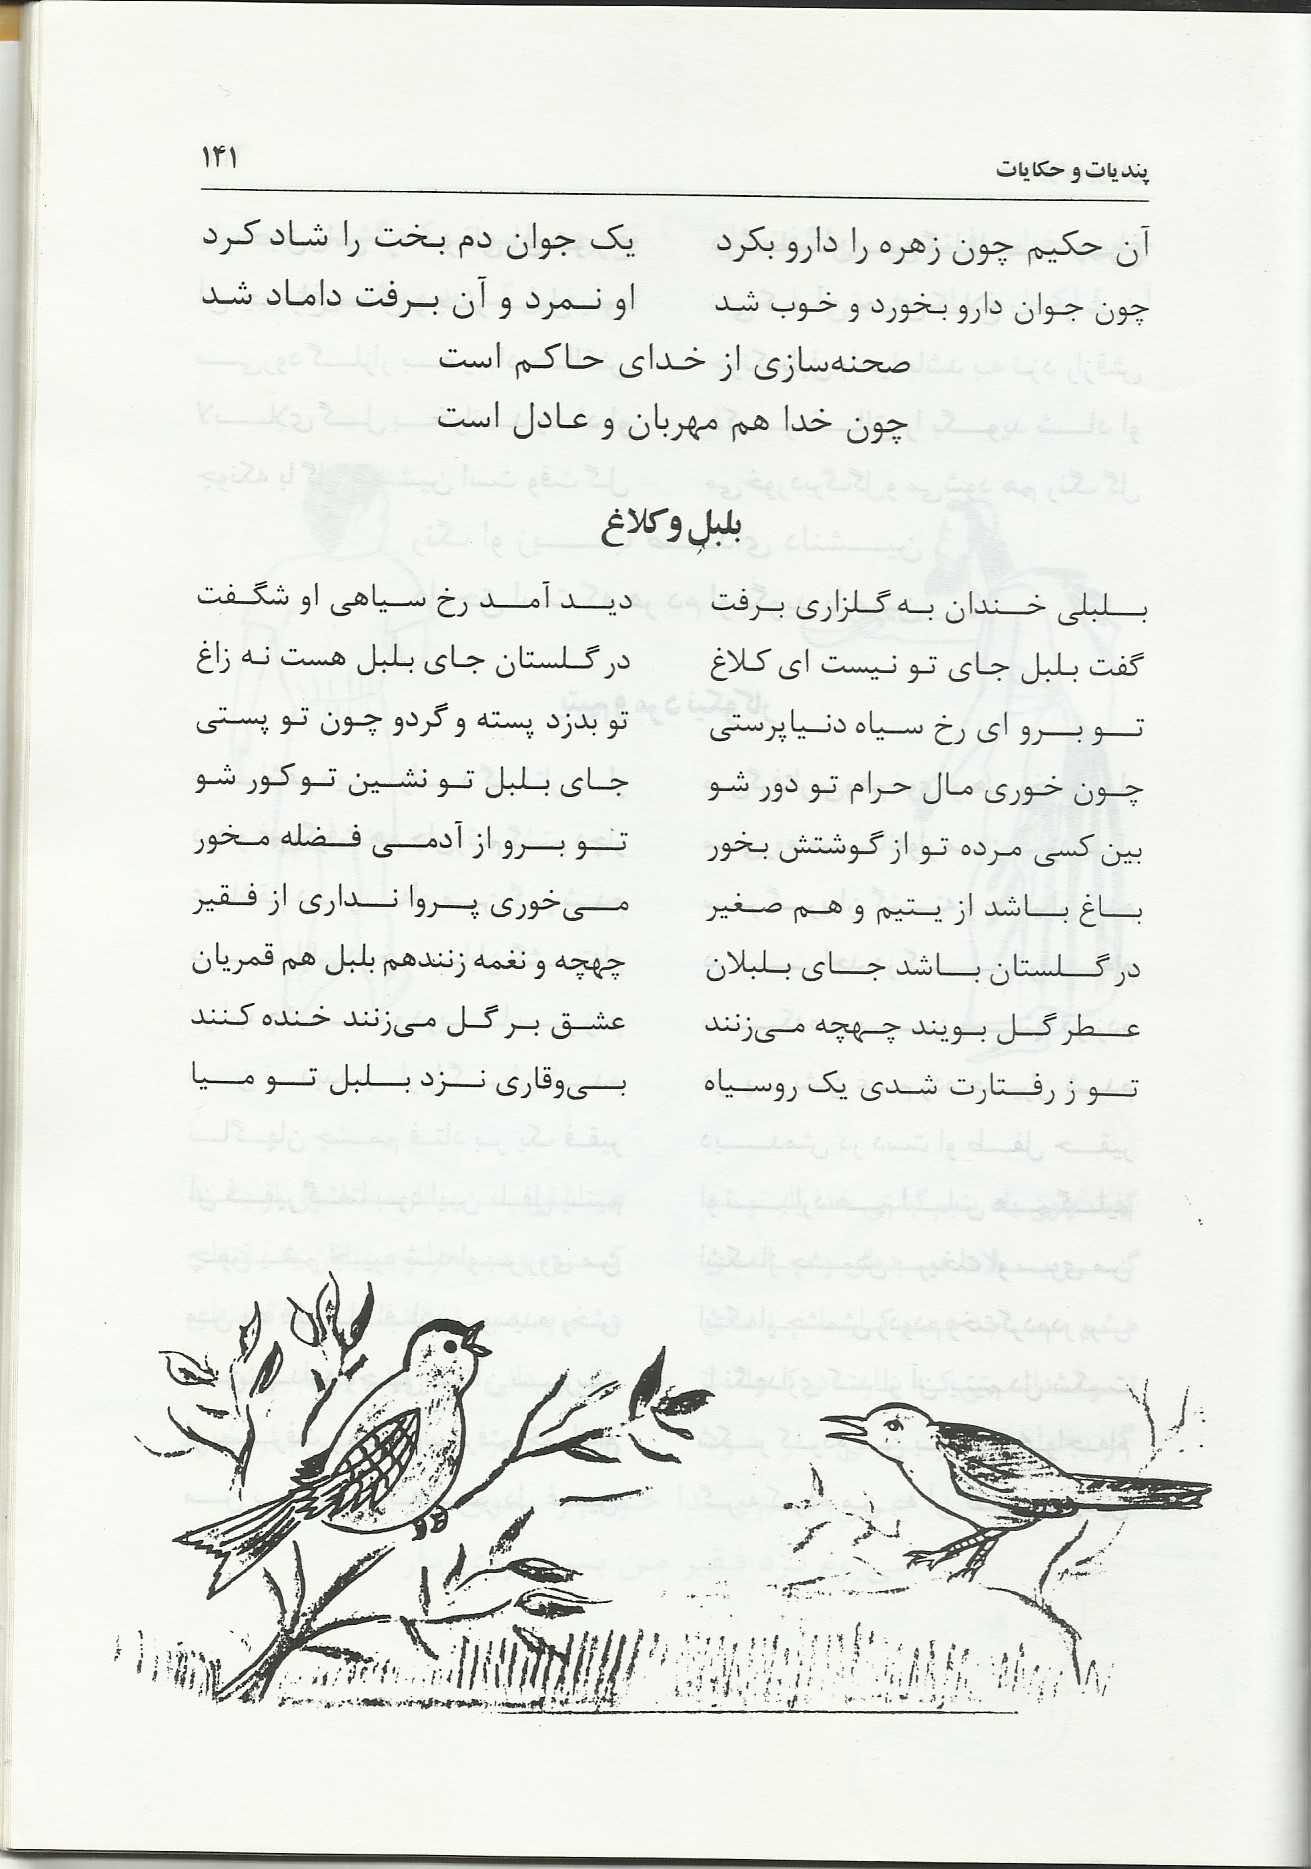 پندیات و حکایات ۱۴۱
آن حکیم چون زهره را دارو بکرد یک جوان دم بخت را شاد کرد
چون جوان دارو بخورد و خوب شد او نمرد و آن برفت داماد شد
صحنه‌سازی از خدای حاکم است
چون خدا هم مهربان و عادل است
بلبل و کلاغ
بلبلی خندان به گلزاری برفت دید آمد رخ سیاهی او شگفت
گفت بلبل جای تو نیست ای کلاغ در گلستان جای بلبل هست نه زاغ
تو برو ای رخ سیاه دنیاپرستی تو بدزد پسته و گردو چون تو پستی
چون خوری مال حرام تو دور شو جای بلبل تو نشین تو کور شو
بین کسی مرده تو از گوشتش بخور تو برو از آدمی فضله مخور
باغ باشد از یتیم و هم صغیر می‌خوری پروا نداری از فقیر
در گلستان باشد جای بلبلان چهچه و نغمه زنندهم بلبل هم قمریان
عطر گل بویند چهچه می‌زنند عشق بر گل می‌زنند خنده کنند
تو ز رفتارت شدی یک روسیاه بی‌وقاری نزد بلبل تو میا